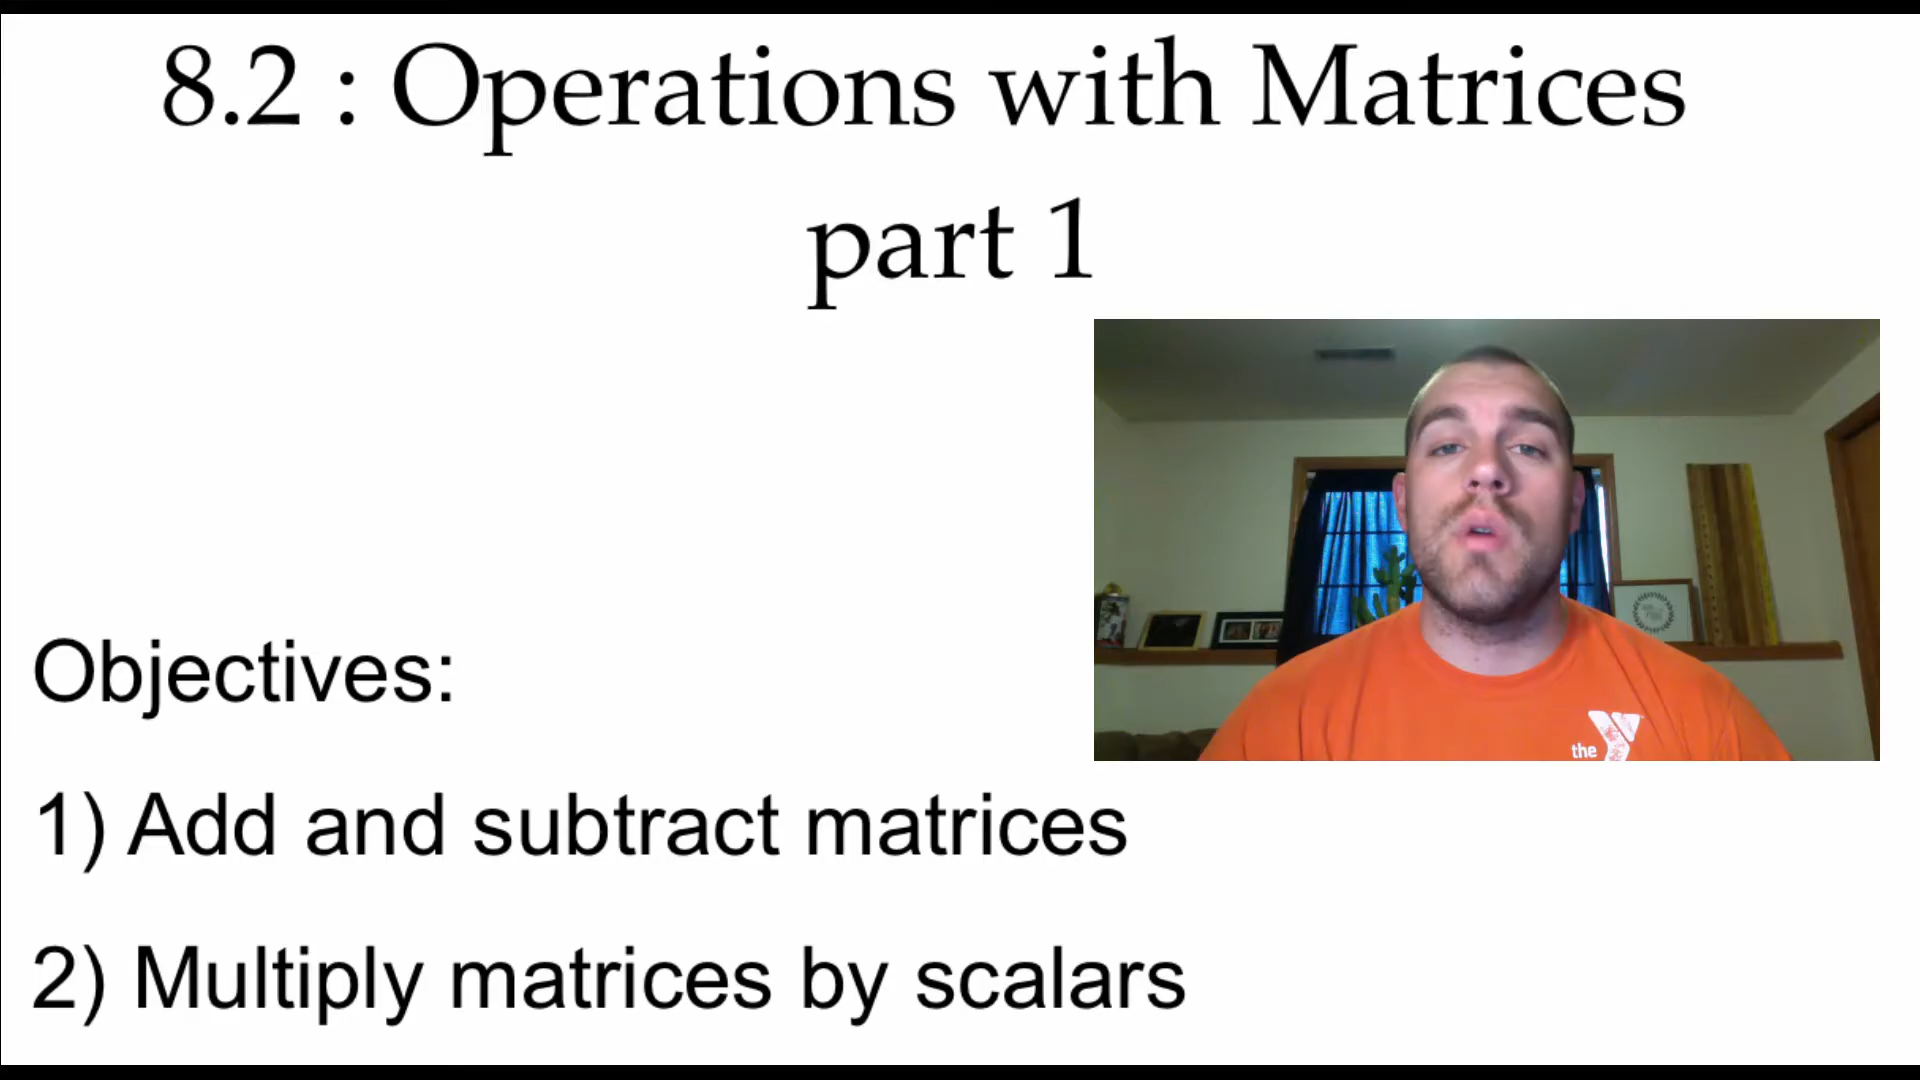 8.2 : Operations with Matrices
part 1
the Y
Objectives:
1) Add and subtract matrices
2) Multiply matrices by scalars